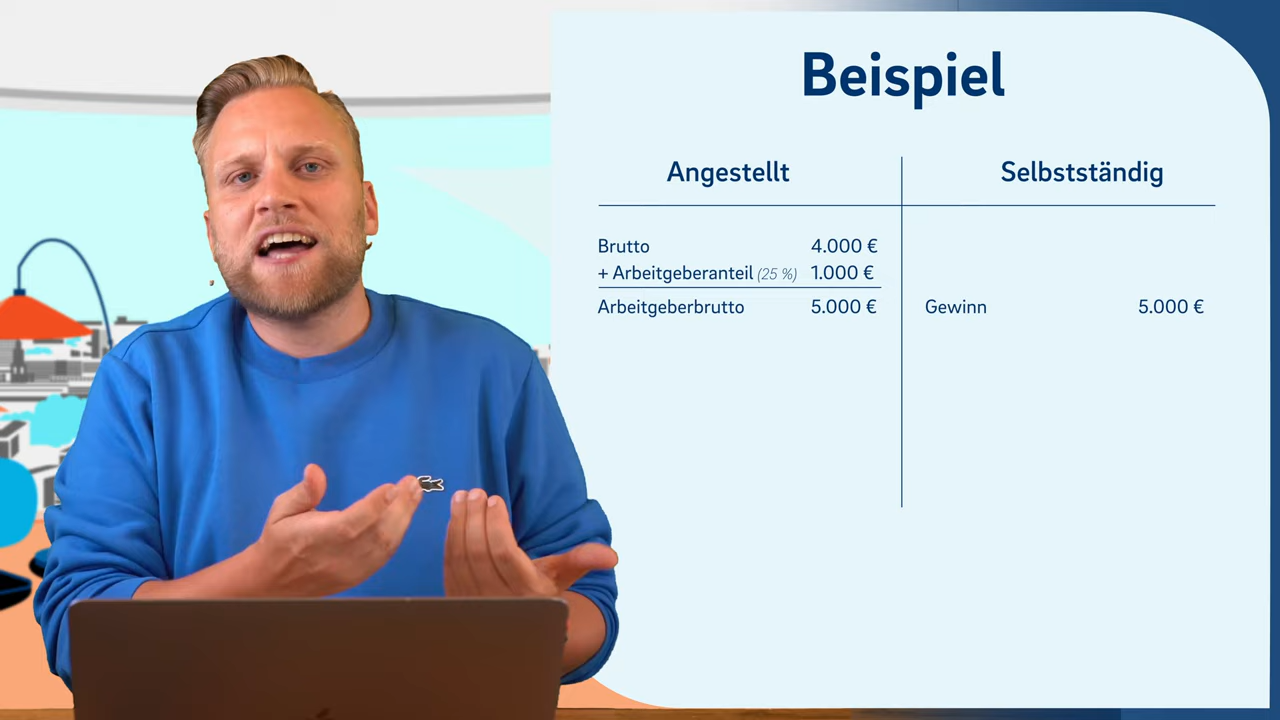 Beispiel
Angestellt
Selbstständig
Brutto 4.000 €
+ Arbeitgeberanteil (25 %) 1.000 €
Arbeitgeberbrutto 5.000 €
Gewinn 5.000 €